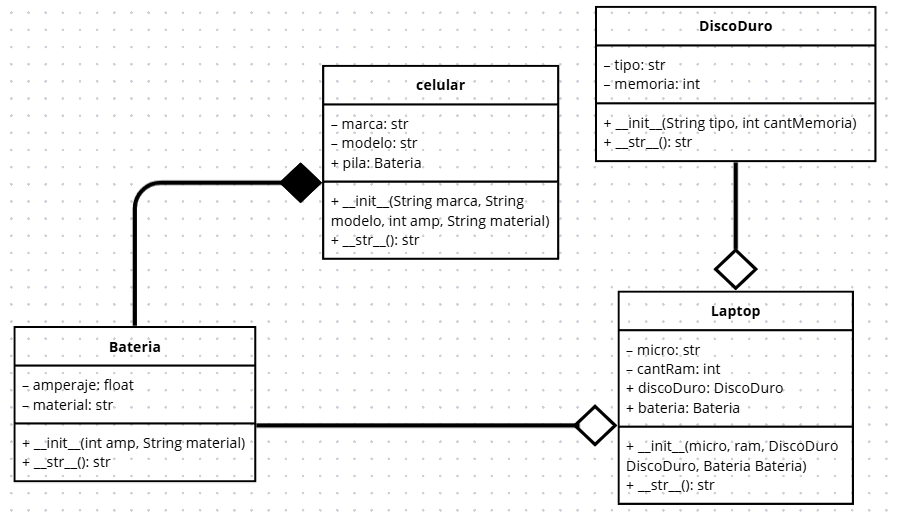 DiscoDuro
– tipo: str
– memoria: int
+ __init__(String tipo, int cantMemoria)
+ __str__(): str
celular
– marca: str
– modelo: str
+ pila: Bateria
+ __init__(String marca, String
modelo, int amp, String material)
+ __str__(): str
Laptop
– micro: str
– cantRam: int
+ discoDuro: DiscoDuro
+ bateria: Bateria
+ __init__(micro, ram, DiscoDuro
DiscoDuro, Bateria Bateria)
+ __str__(): str
Bateria
– amperaje: float
– material: str
+ __init__(int amp, String material)
+ __str__(): str